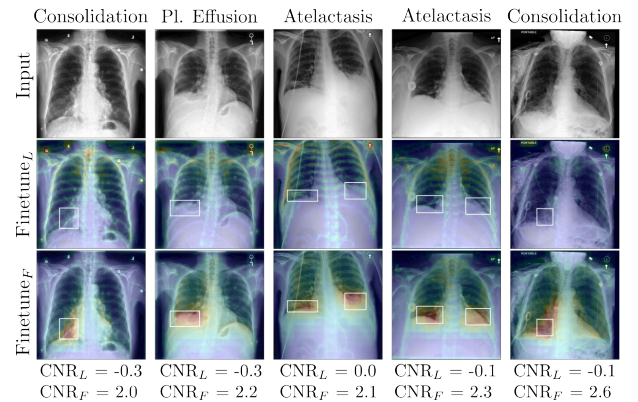 Consolidation Pl. Effusion Atelactasis Atelactasis Consolidation
Input
PORTABLE
PORTABLE
Finetune_L
Finetune_F
CNR_L = -0.3 CNR_L = -0.3 CNR_L = 0.0 CNR_L = -0.1 CNR_L = -0.1
CNR_F = 2.0 CNR_F = 2.2 CNR_F = 2.1 CNR_F = 2.3 CNR_F = 2.6